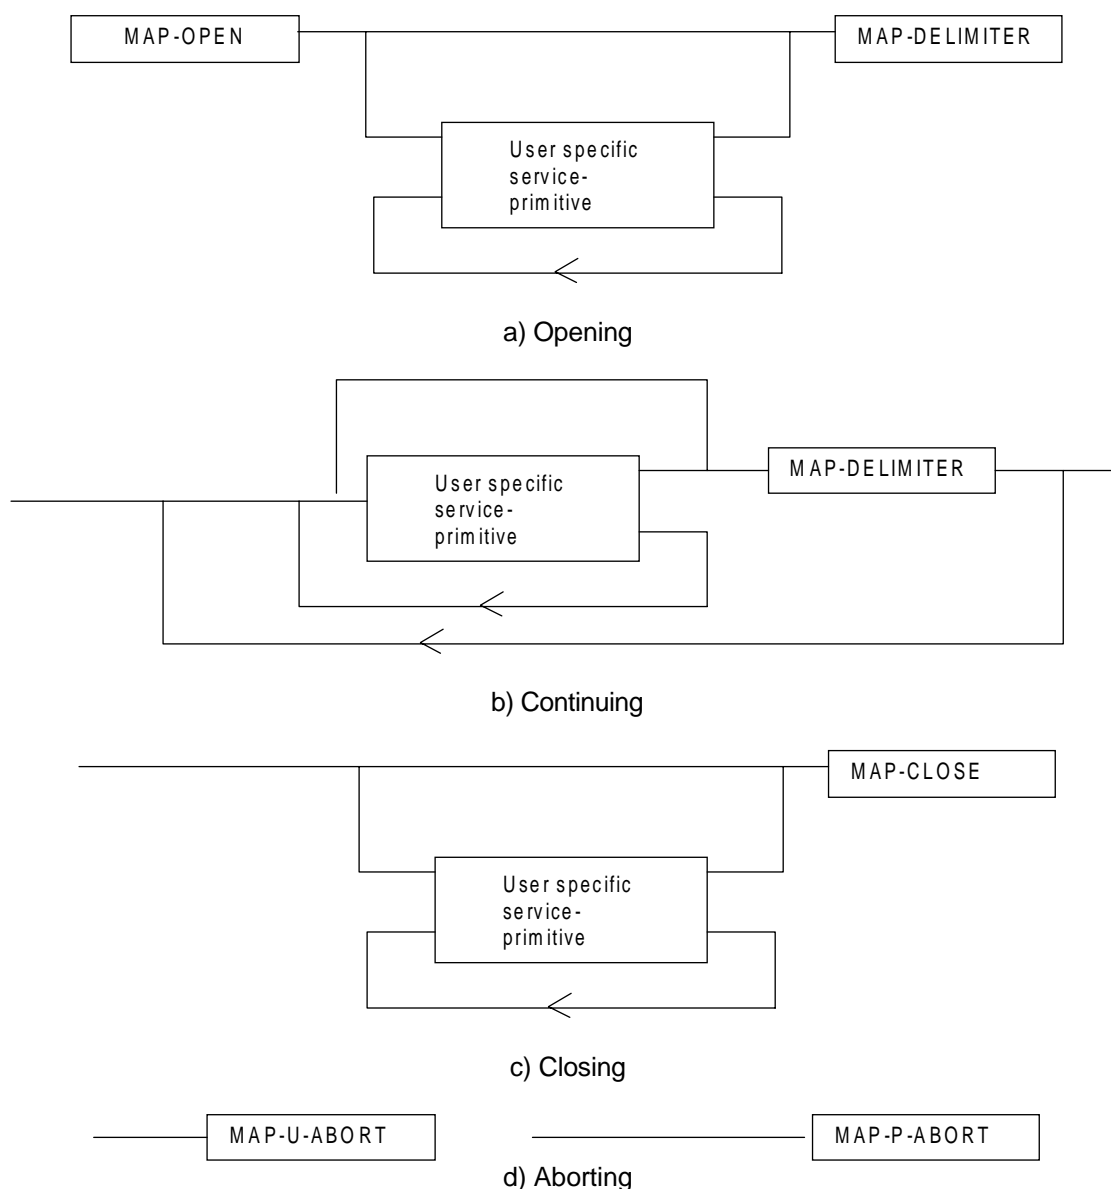 MAP-OPEN
MAP-DELIMITER
User specific
service-
primitive
a) Opening
User specific
service-
primitive
MAP-DELIMITER
b) Continuing
MAP-CLOSE
User specific
service-
primitive
c) Closing
MAP-U-ABORT
MAP-P-ABORT
d) Aborting